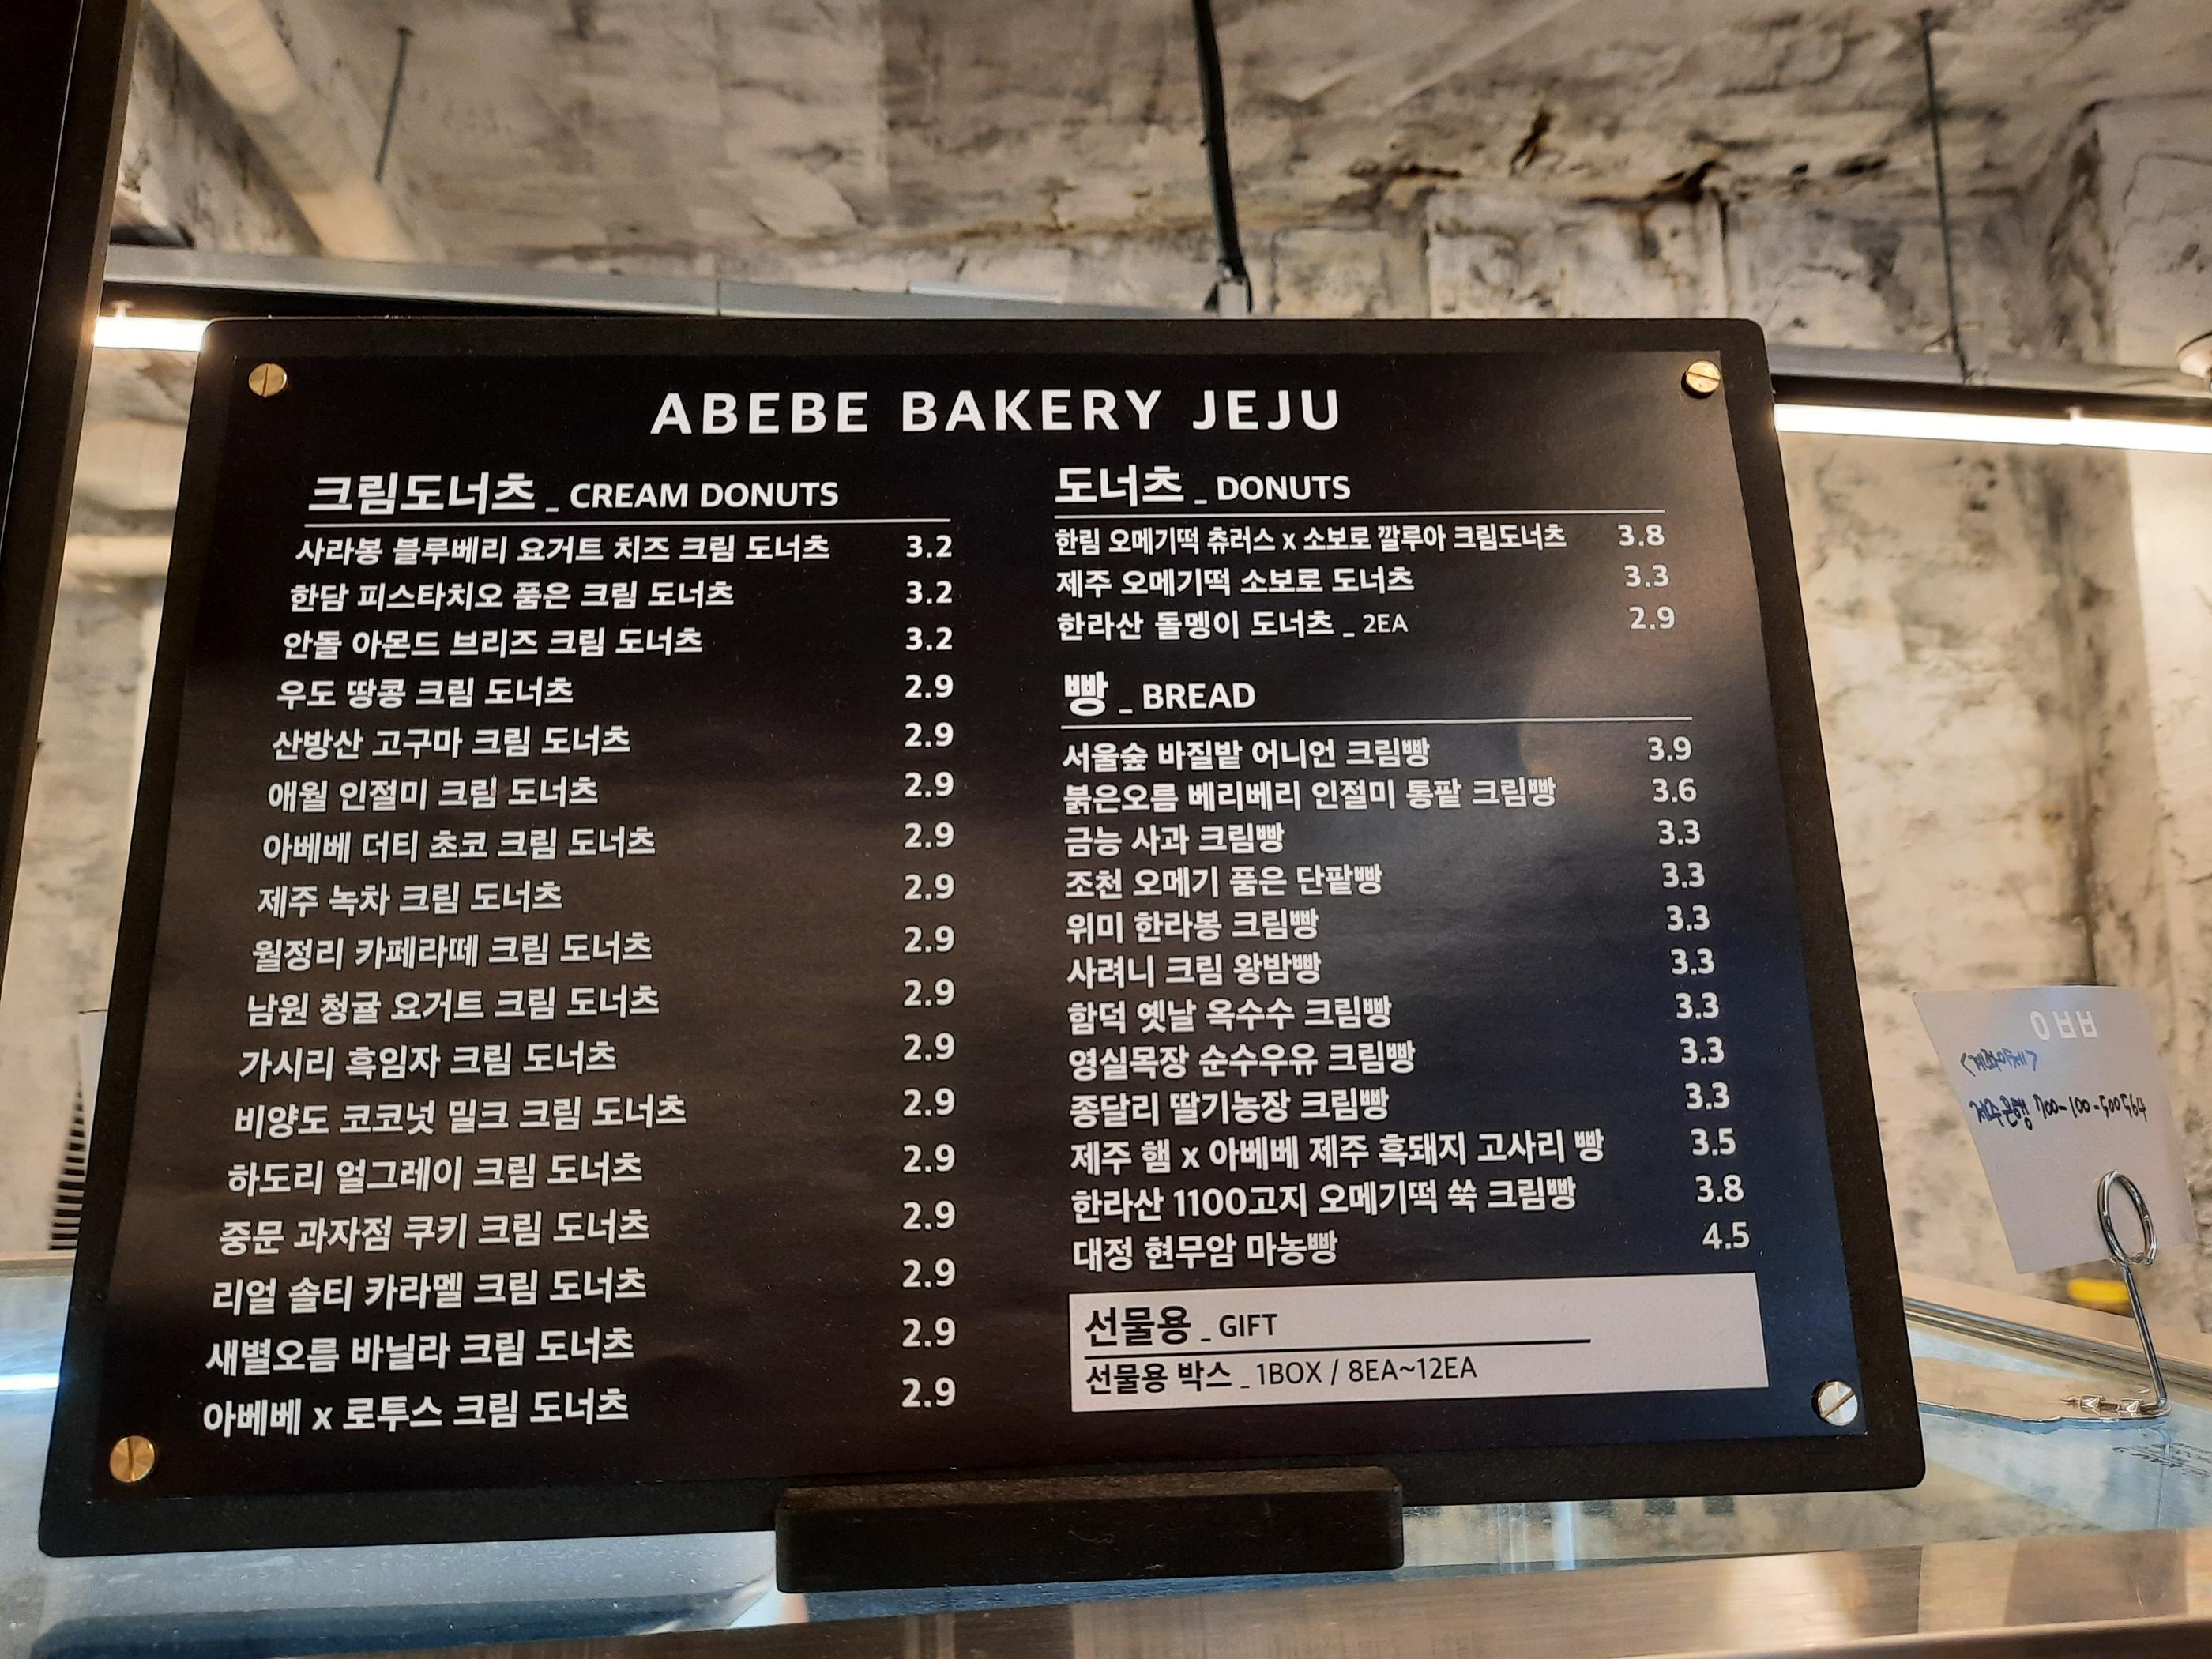 ABEBE BAKERY JEJU
크림도너츠 _ CREAM DONUTS
사라봉 블루베리 요거트 치즈 크림 도너츠 3.2
한담 피스타치오 품은 크림 도너츠 3.2
안돌 아몬드 브리즈 크림 도너츠 3.2
우도 땅콩 크림 도너츠 2.9
산방산 고구마 크림 도너츠 2.9
애월 인절미 크림 도너츠 2.9
아베베 더티 초코 크림 도너츠 2.9
제주 녹차 크림 도너츠 2.9
월정리 카페라떼 크림 도너츠 2.9
남원 청귤 요거트 크림 도너츠 2.9
가시리 흑임자 크림 도너츠 2.9
비양도 코코넛 밀크 크림 도너츠 2.9
하도리 얼그레이 크림 도너츠 2.9
중문 과자점 쿠키 크림 도너츠 2.9
리얼 솔티 카라멜 크림 도너츠 2.9
새별오름 바닐라 크림 도너츠 2.9
아베베 x 로투스 크림 도너츠 2.9
도너츠 _ DONUTS
한림 오메기떡 츄러스 x 소보로 깔루아 크림도너츠 3.8
제주 오메기떡 소보로 도너츠 3.3
한라산 돌멩이 도너츠 _ 2EA 2.9
빵 _ BREAD
서울숲 바질밭 어니언 크림빵 3.9
붉은오름 베리베리 인절미 통팥 크림빵 3.6
금능 사과 크림빵 3.3
조천 오메기 품은 단팥빵 3.3
위미 한라봉 크림빵 3.3
사려니 크림 왕밤빵 3.3
함덕 옛날 옥수수 크림빵 3.3
영실목장 순수우유 크림빵 3.3
종달리 딸기농장 크림빵 3.3
제주 햄 x 아베베 제주 흑돼지 고사리 빵 3.5
한라산 1100고지 오메기떡 쑥 크림빵 3.8
대정 현무암 마농빵 4.5
선물용 _ GIFT
선물용 박스 _ 1BOX / 8EA~12EA